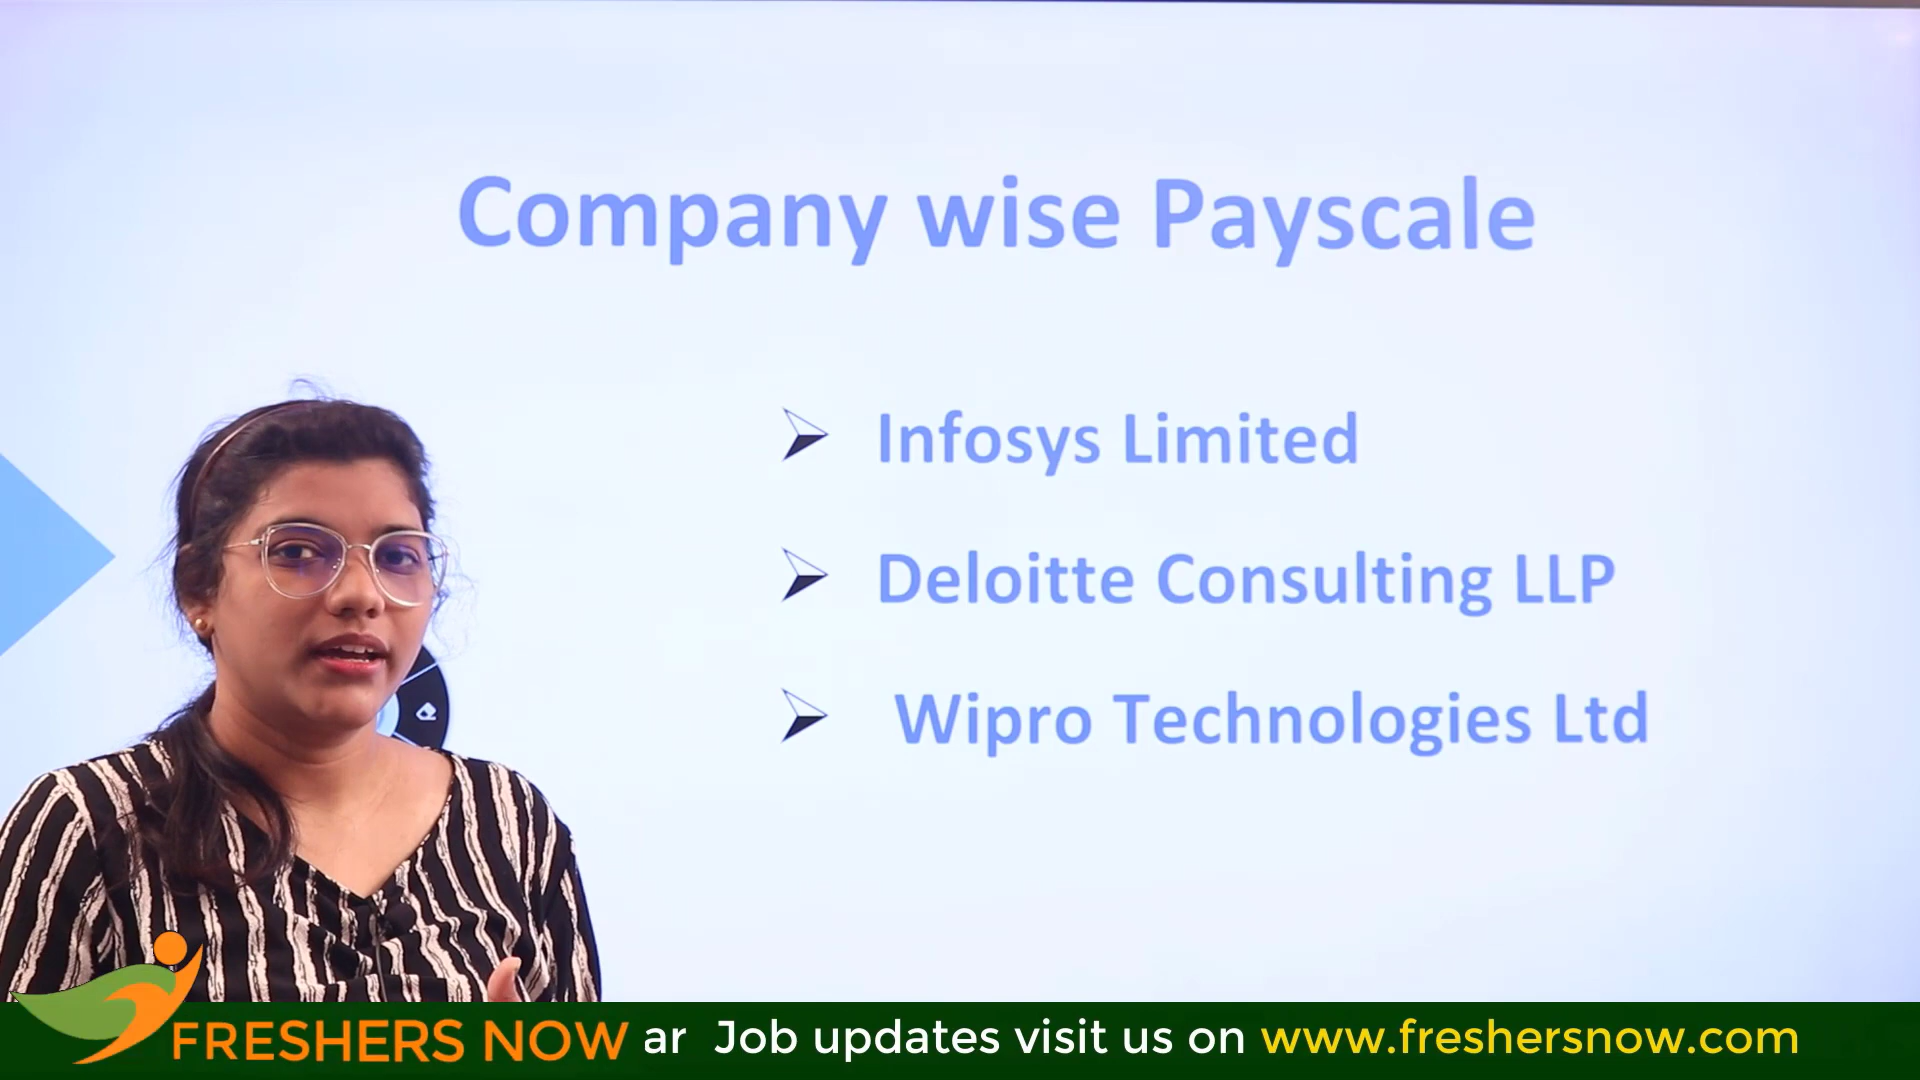 Company wise Payscale
Infosys Limited
Deloitte Consulting LLP
Wipro Technologies Ltd
FRESHERS NOW
ar Job updates visit us on www.freshersnow.com